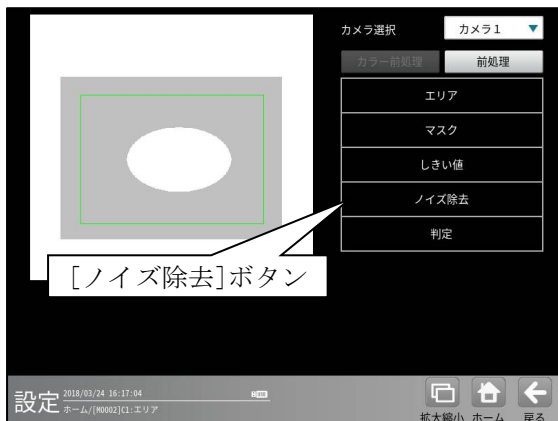 カメラ選択
カメラ1
カラー前処理
前処理
エリア
マスク
しきい値
ノイズ除去
判定
[ノイズ除去]ボタン
設定
2018/03/24 16:17:04
ホーム/[M0002]C1:エリア
拡大縮小 ホーム 戻る